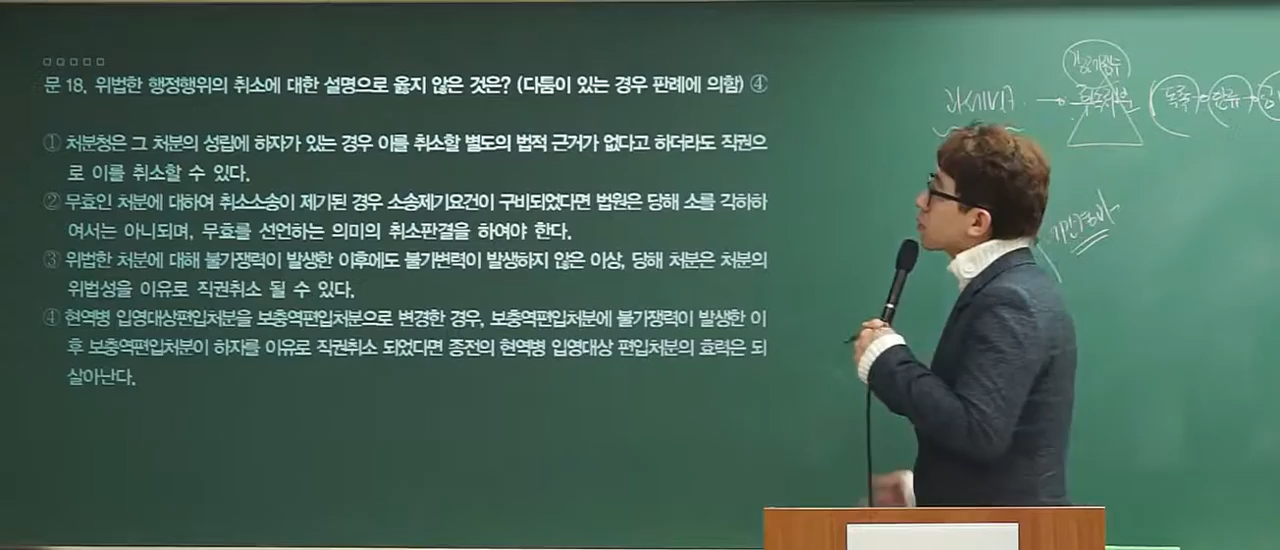 문 18. 위법한 행정행위의 취소에 대한 설명으로 옳지 않은 것은? (다툼이 있는 경우 판례에 의함) ④
① 처분청은 그 처분의 성립에 하자가 있는 경우 이를 취소할 별도의 법적 근거가 없다고 하더라도 직권으
로 이를 취소할 수 있다.
② 무효인 처분에 대하여 취소소송이 제기된 경우 소송제기요건이 구비되었다면 법원은 당해 소를 각하하
여서는 아니되며, 무효를 선언하는 의미의 취소판결을 하여야 한다.
③ 위법한 처분에 대해 불가쟁력이 발생한 이후에도 불가변력이 발생하지 않은 이상, 당해 처분은 처분의
위법성을 이유로 직권취소 될 수 있다.
④ 현역병 입영대상편입처분을 보충역편입처분으로 변경한 경우, 보충역편입처분에 불가쟁력이 발생한 이
후 보충역편입처분이 하자를 이유로 직권취소 되었다면 종전의 현역병 입영대상 편입처분의 효력은 되
살아난다.